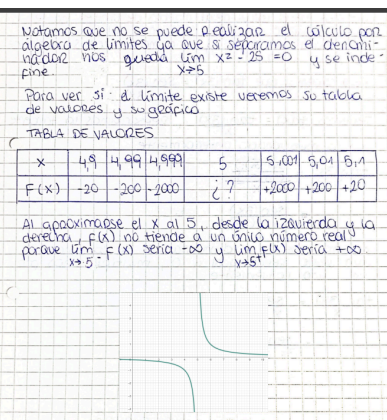 Notamos que no se puede realizar el cálculo por
álgebra de límites ya que si separamos el denomi-
nador nos queda lim x² - 25 = 0 y se inde-
x→5
fine.
Para ver si el límite existe veremos su tabla
de valores y su gráfico
TABLA DE VALORES
x 4,9 4,99 4,999 5 5,001 5,01 5,1
F(x) -20 -200 -2000 ¿? +2000 +200 +20
Al aproximarse el x al 5, desde la izquierda y la
derecha, F(x) no tiende a un único número real
porque lim F(x) sería -∞ y lim F(x) sería +∞.
x→5- x→5+